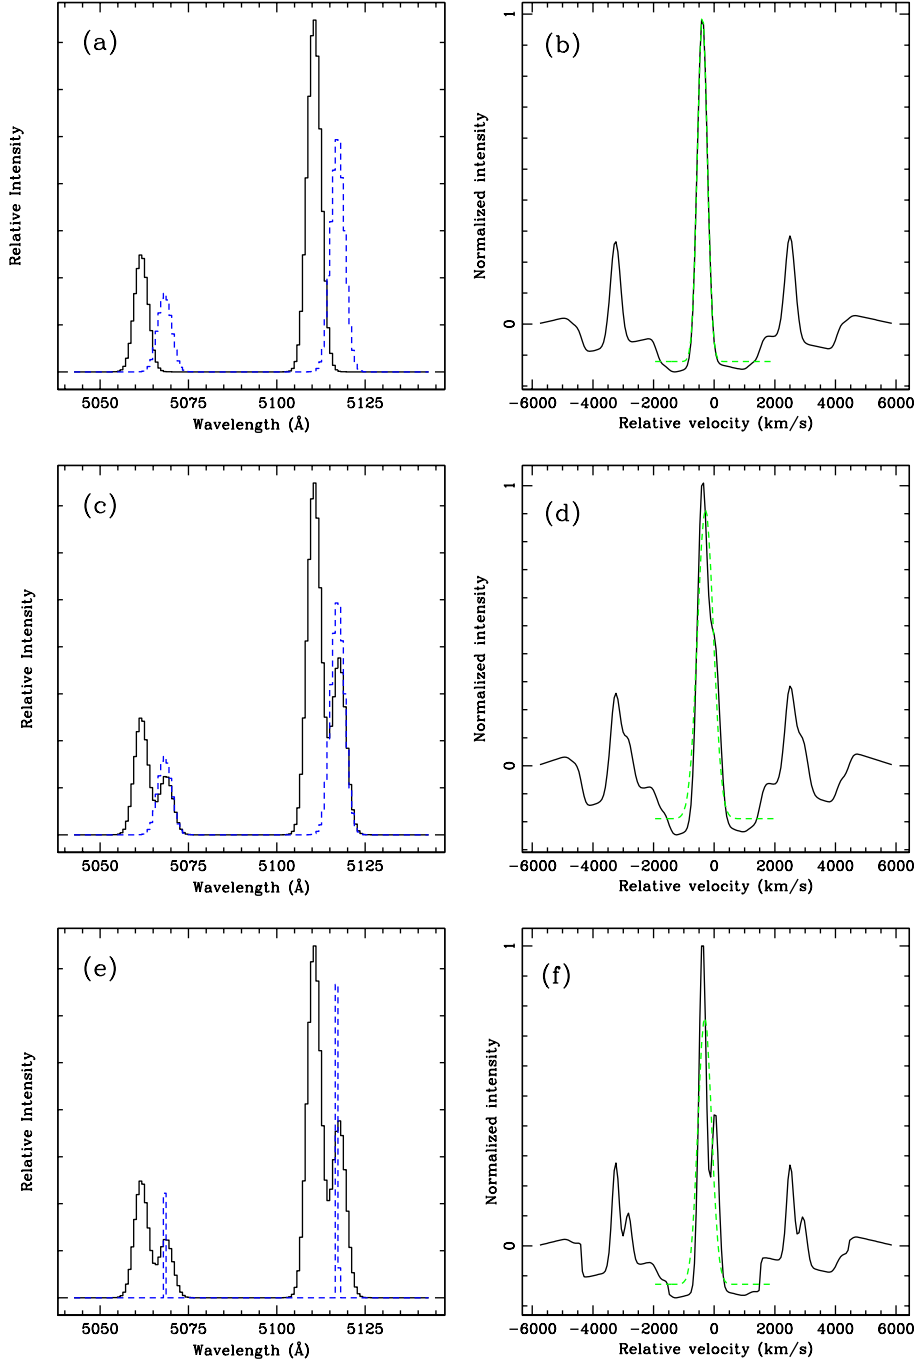 (a)
Relative Intensity
5050 5075 5100 5125
Wavelength (Å)
(b)
Normalized intensity
1
0
−6000 −4000 −2000 0 2000 4000 6000
Relative velocity (km/s)
(c)
Relative Intensity
5050 5075 5100 5125
Wavelength (Å)
(d)
Normalized intensity
1
0
−6000 −4000 −2000 0 2000 4000 6000
Relative velocity (km/s)
(e)
Relative Intensity
5050 5075 5100 5125
Wavelength (Å)
(f)
Normalized intensity
1
0
−6000 −4000 −2000 0 2000 4000 6000
Relative velocity (km/s)